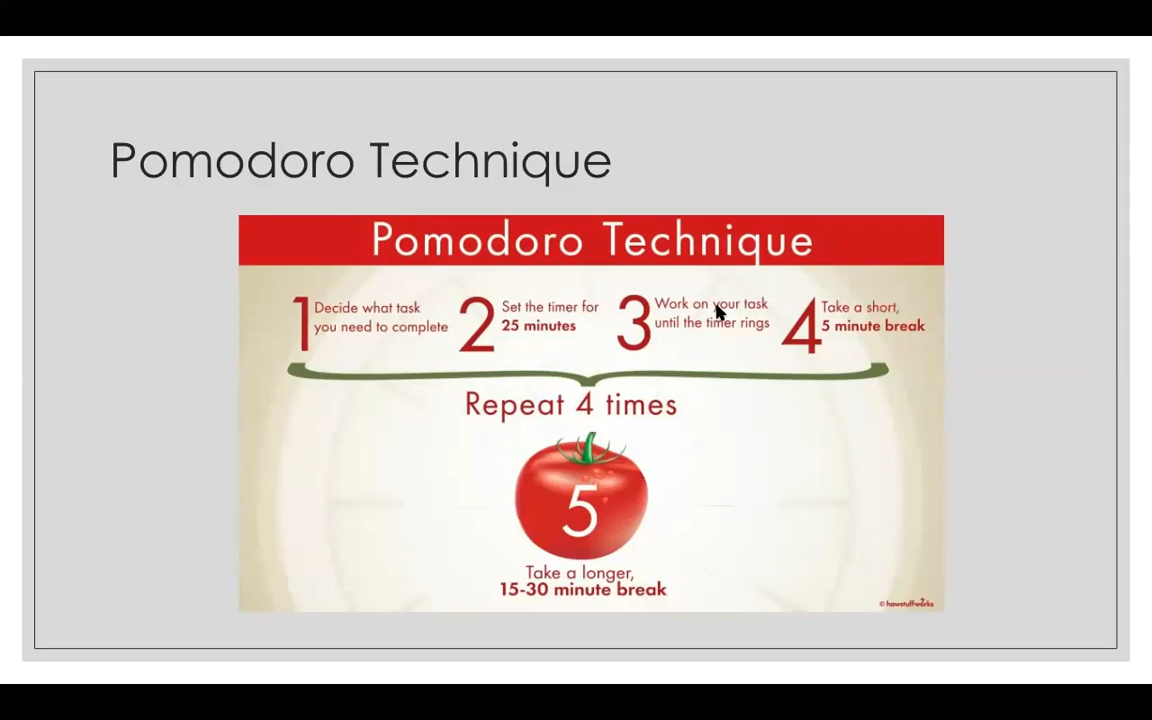 Pomodoro Technique
Pomodoro Technique
1 Decide what task
you need to complete
2 Set the timer for
25 minutes
3 Work on your task
until the timer rings
4 Take a short,
5 minute break
Repeat 4 times
5
Take a longer,
15-30 minute break
© howstuffworks